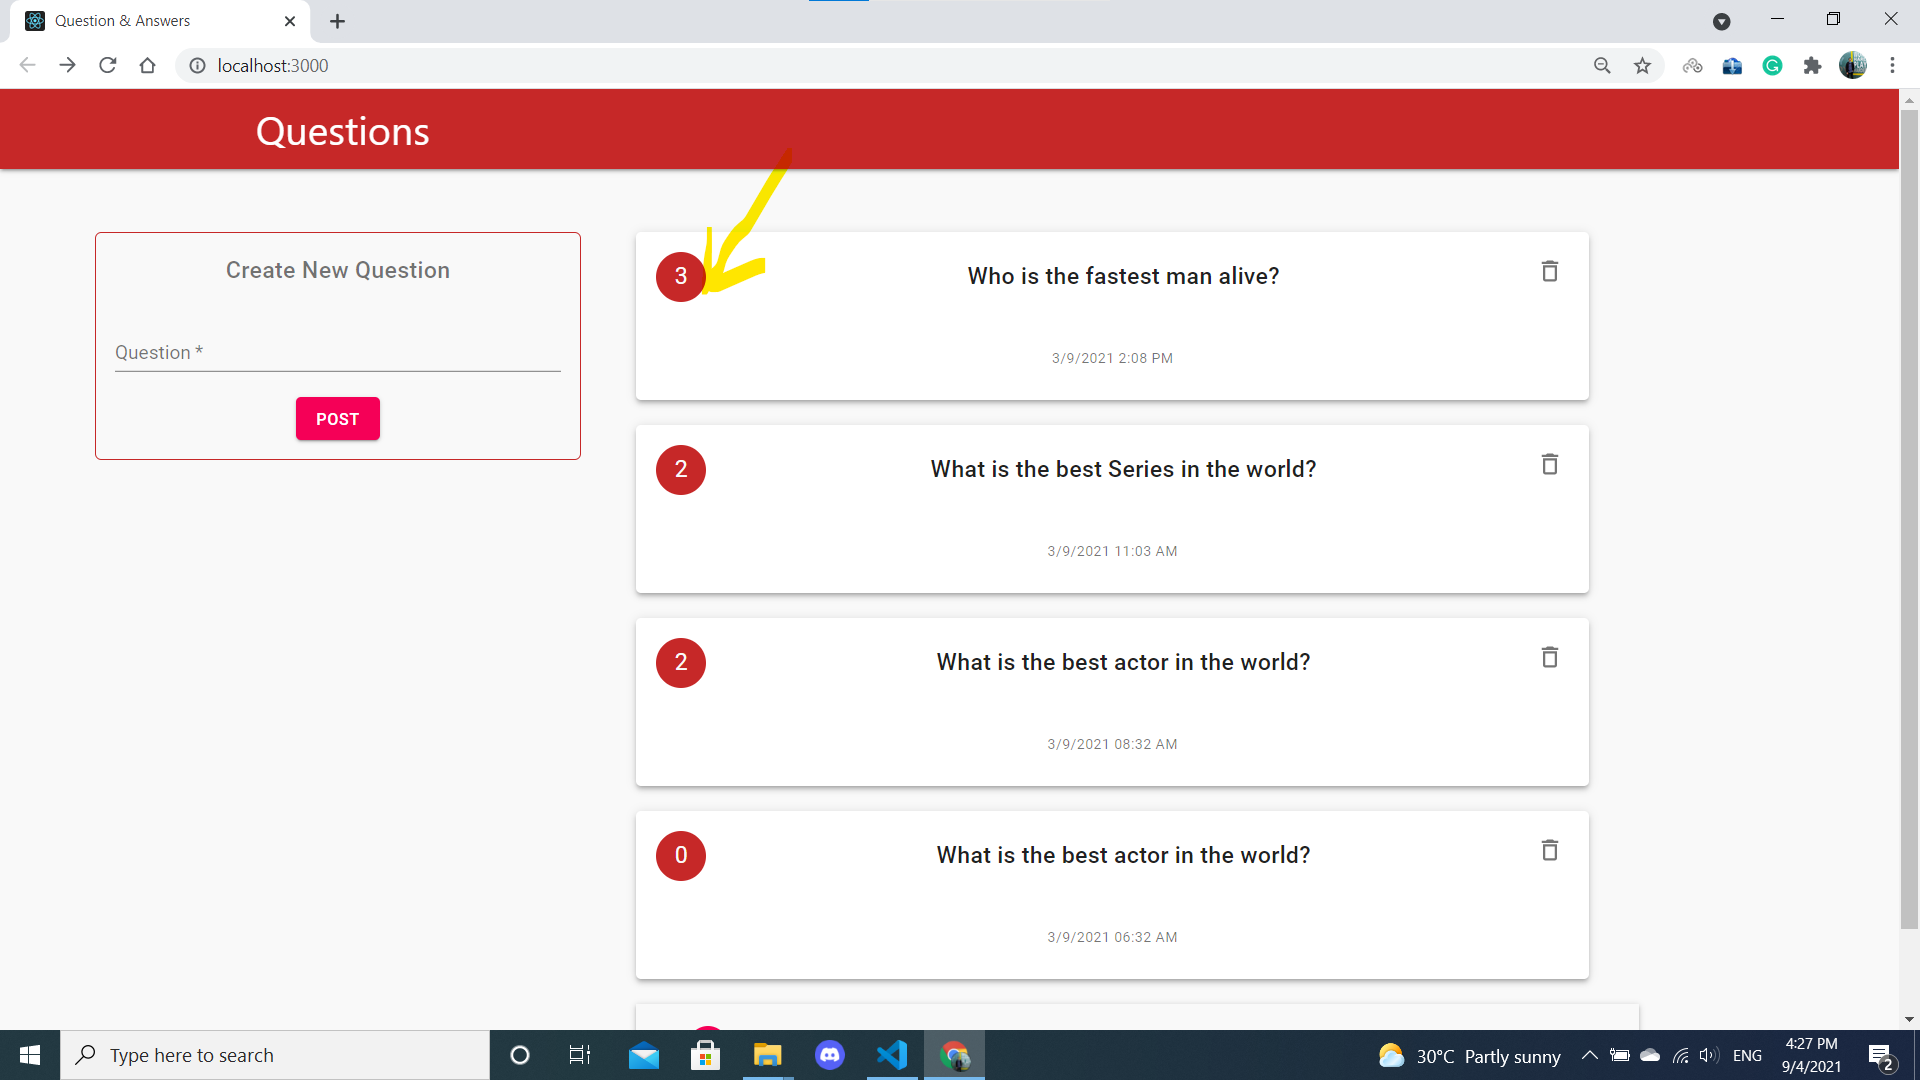 Question & Answers
localhost:3000
Questions
Create New Question
Question *
POST
3
Who is the fastest man alive?
3/9/2021 2:08 PM
2
What is the best Series in the world?
3/9/2021 11:03 AM
2
What is the best actor in the world?
3/9/2021 08:32 AM
0
What is the best actor in the world?
3/9/2021 06:32 AM
Type here to search
30°C Partly sunny
ENG
4:27 PM
9/4/2021
2